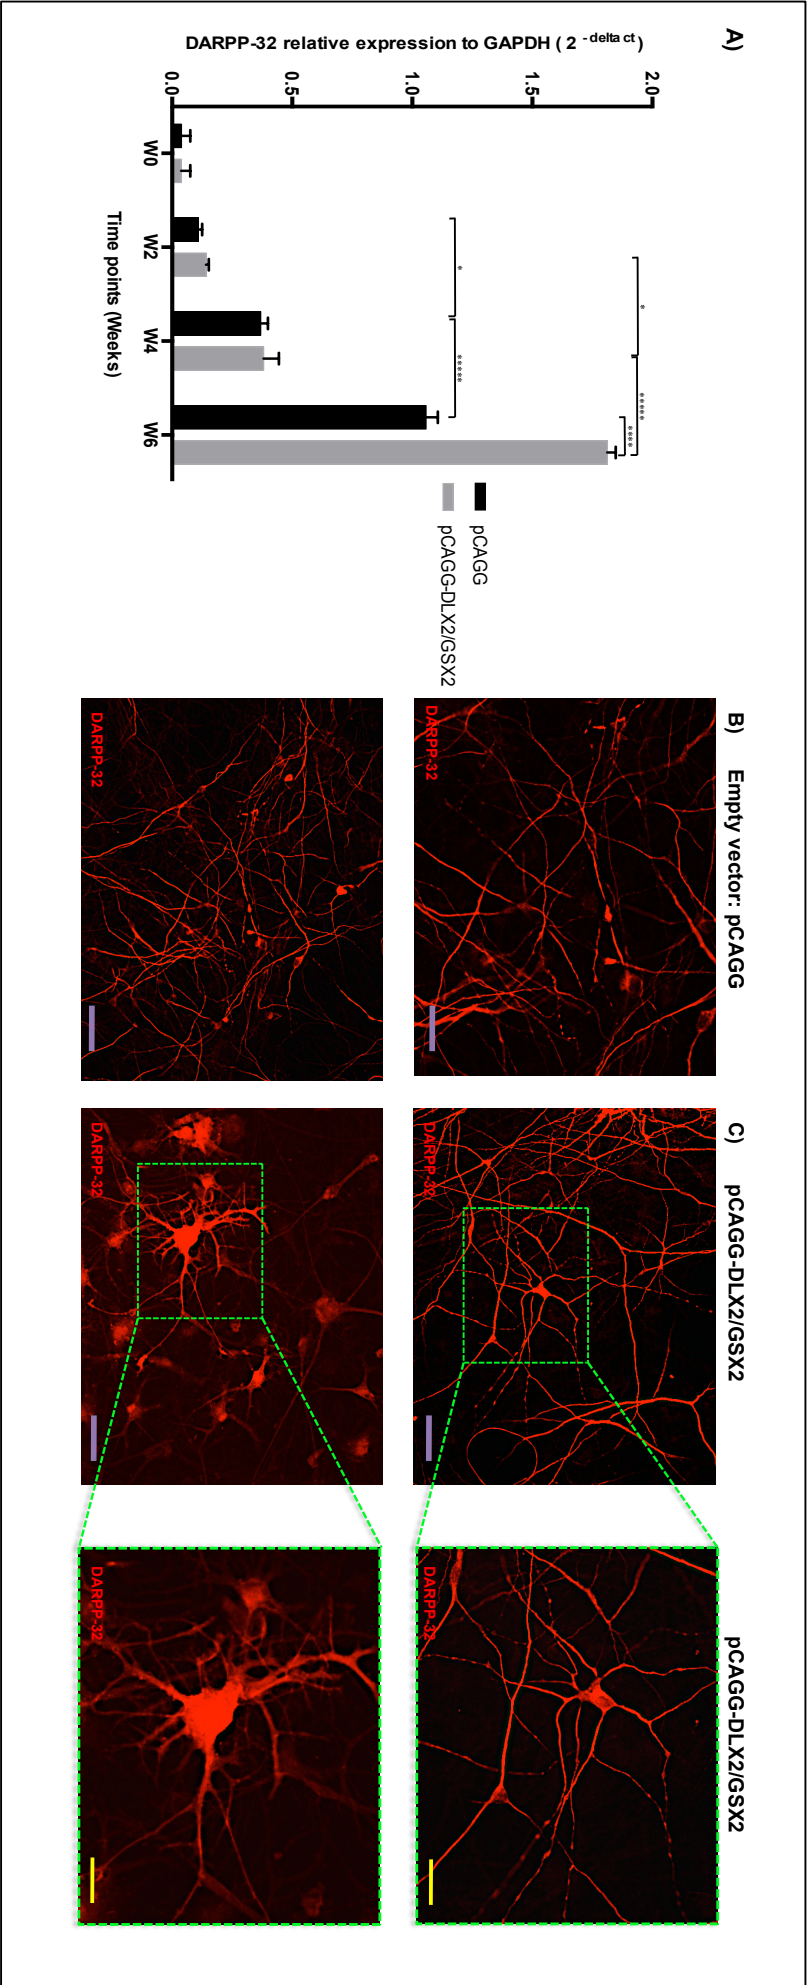 A)
DARPP-32 relative expression to GAPDH ( 2 -delta ct )
2.0
1.5
1.0
0.5
0.0
W0
W2
W4
W6
Time points (Weeks)
*
*****
*
*****
****
pCAGG
pCAGG-DLX2/GSX2
B) Empty vector: pCAGG
DARPP-32
DARPP-32
C) pCAGG-DLX2/GSX2
DARPP-32
DARPP-32
pCAGG-DLX2/GSX2
DARPP-32
DARPP-32